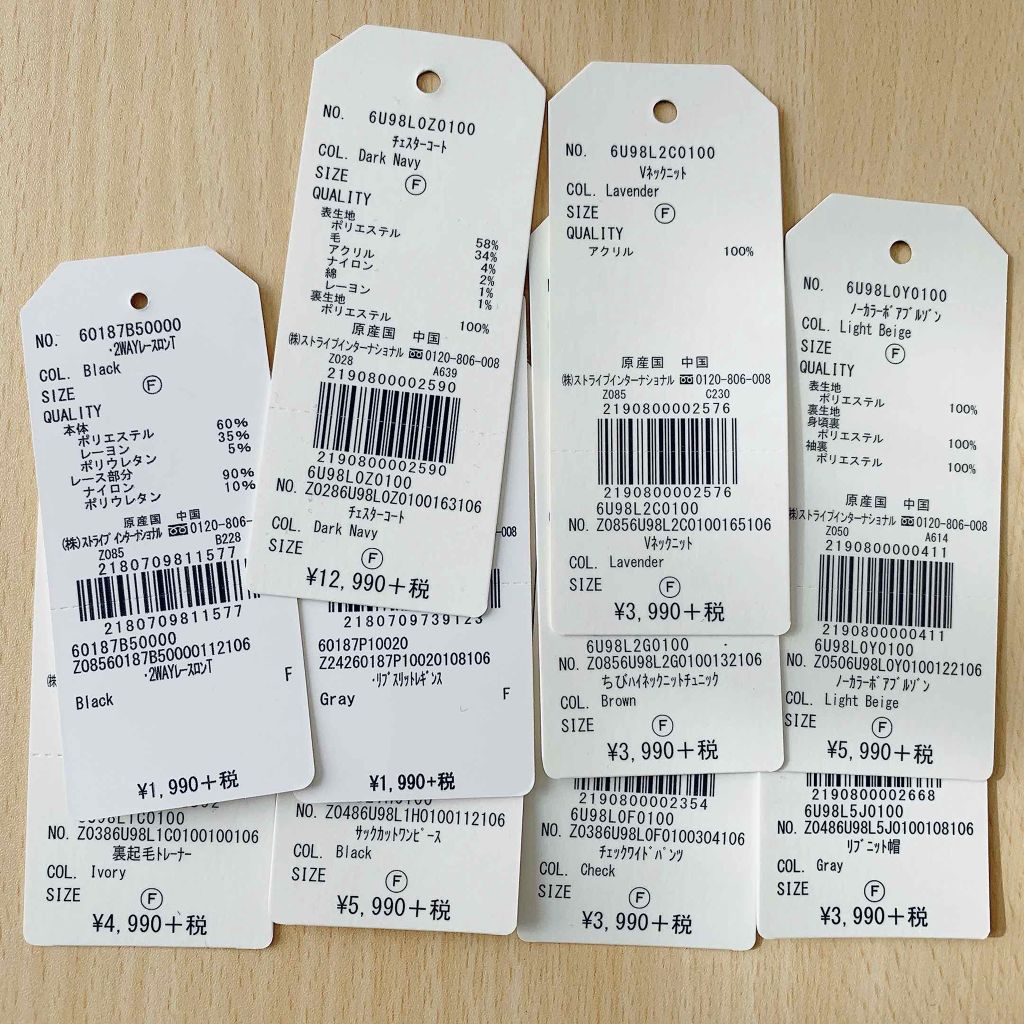 NO. 6U98L0Z0100
ﾁｪｽﾀｰｺｰﾄ
COL. Dark Navy
SIZE Ⓕ
QUALITY
表生地
ポリエステル 58%
毛 34%
アクリル 4%
ナイロン 2%
綿 1%
レーヨン 1%
裏生地
ポリエステル 100%
原産国 中国
㈱ストライプインターナショナル 0120-806-008
Z028 A639
2190800002590
2190800002590
6U98L0Z0100
NO. Z0286U98L0Z0100163106
ﾁｪｽﾀｰｺｰﾄ
COL. Dark Navy
SIZE Ⓕ
¥12,990+税
NO. 6U98L2C0100
Vﾈｯｸﾆｯﾄ
COL. Lavender
SIZE Ⓕ
QUALITY
アクリル 100%
原産国 中国
㈱ストライプインターナショナル 0120-806-008
Z085 C230
2190800002576
2190800002576
6U98L2C0100
NO. Z0856U98L2C0100165106
Vﾈｯｸﾆｯﾄ
COL. Lavender
SIZE Ⓕ
¥3,990+税
NO. 6U98L0Y0100
ﾉｰｶﾗｰﾎﾞｱﾌﾞﾙｿﾞﾝ
COL. Light Beige
SIZE Ⓕ
QUALITY
表生地
ポリエステル 100%
裏生地
身頃裏
ポリエステル 100%
袖裏
ポリエステル 100%
原産国 中国
㈱ストライプインターナショナル 0120-806-008
Z050 A614
2190800000411
2190800000411
6U98L0Y0100
NO. Z0506U98L0Y0100122106
ﾉｰｶﾗｰﾎﾞｱﾌﾞﾙｿﾞﾝ
COL. Light Beige
SIZE Ⓕ
¥5,990+税
NO. 60187B50000
･2WAYﾚｰｽﾛﾝT
COL. Black
SIZE Ⓕ
QUALITY
本体
ポリエステル 60%
レーヨン 35%
ポリウレタン 5%
レース部分
ナイロン 90%
ポリウレタン 10%
原産国 中国
㈱ストライプインターナショナル 0120-806-
Z085 B228
2180709811577
2180709811577
60187B50000
Z08560187B50000112106
･2WAYﾚｰｽﾛﾝT
F
Black
¥1,990+税
-008
2180709739123
60187P10020
Z24260187P10020108106
･ﾘﾌﾞｽﾘｯﾄﾚｷﾞﾝｽ
Gray F
¥1,990+税
6U98L2G0100
NO. Z0856U98L2G0100132106
ちびﾊｲﾈｯｸﾆｯﾄﾁｭﾆｯｸ
COL. Brown
SIZE Ⓕ
¥3,990+税
㈱
6U98L1C0100
NO. Z0386U98L1C0100100106
裏起毛ﾄﾚｰﾅｰ
COL. Ivory
SIZE Ⓕ
¥4,990+税
NO. Z0486U98L1H0100112106
ｻｯｸｶｯﾄﾜﾝﾋﾟｰｽ
COL. Black
SIZE Ⓕ
¥5,990+税
2190800002354
6U98L0F0100
NO. Z0386U98L0F0100304106
ﾁｪｯｸﾜｲﾄﾞﾊﾟﾝﾂ
COL. Check
SIZE Ⓕ
¥3,990+税
2190800002668
6U98L5J0100
NO. Z0486U98L5J0100108106
ﾘﾌﾞﾆｯﾄ帽
COL. Gray
SIZE Ⓕ
¥3,990+税